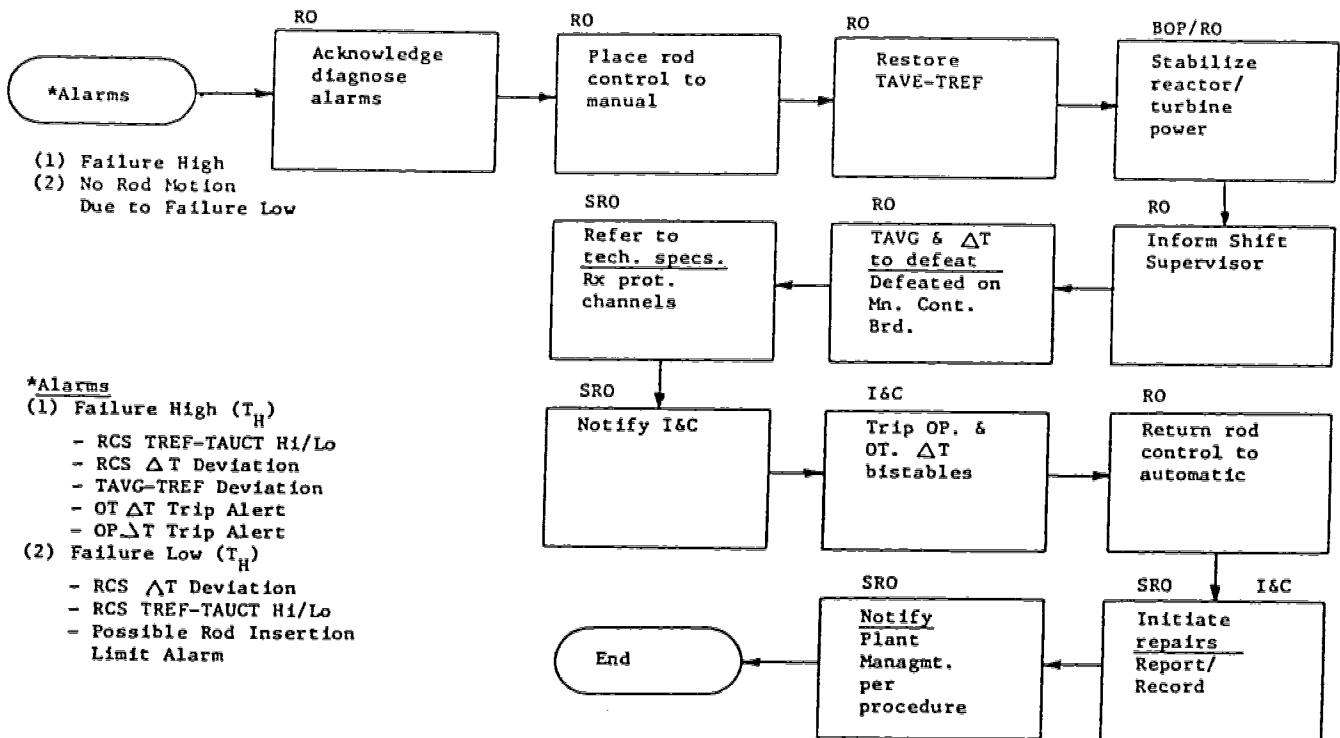 RO
Acknowledge
diagnose
alarms
RO
Place rod
control to
manual
RO
Restore
TAVE-TREF
BOP/RO
Stabilize
reactor/
turbine
power
*Alarms
(1) Failure High
(2) No Rod Motion
Due to Failure Low
RO
Inform Shift
Supervisor
RO
TAVG & ΔT
to defeat
Defeated on
Mn. Cont.
Brd.
SRO
Refer to
tech. specs.
Rx prot.
channels
SRO
Notify I&C
I&C
Trip OP. &
OT. ΔT
bistables
RO
Return rod
control to
automatic
SRO I&C
Initiate
repairs
Report/
Record
SRO
Notify
Plant
Managmt.
per
procedure
End
*Alarms
(1) Failure High (T_H)
- RCS TREF-TAUCT Hi/Lo
- RCS ΔT Deviation
- TAVG-TREF Deviation
- OT ΔT Trip Alert
- OP ΔT Trip Alert
(2) Failure Low (T_H)
- RCS ΔT Deviation
- RCS TREF-TAUCT Hi/Lo
- Possible Rod Insertion
Limit Alarm